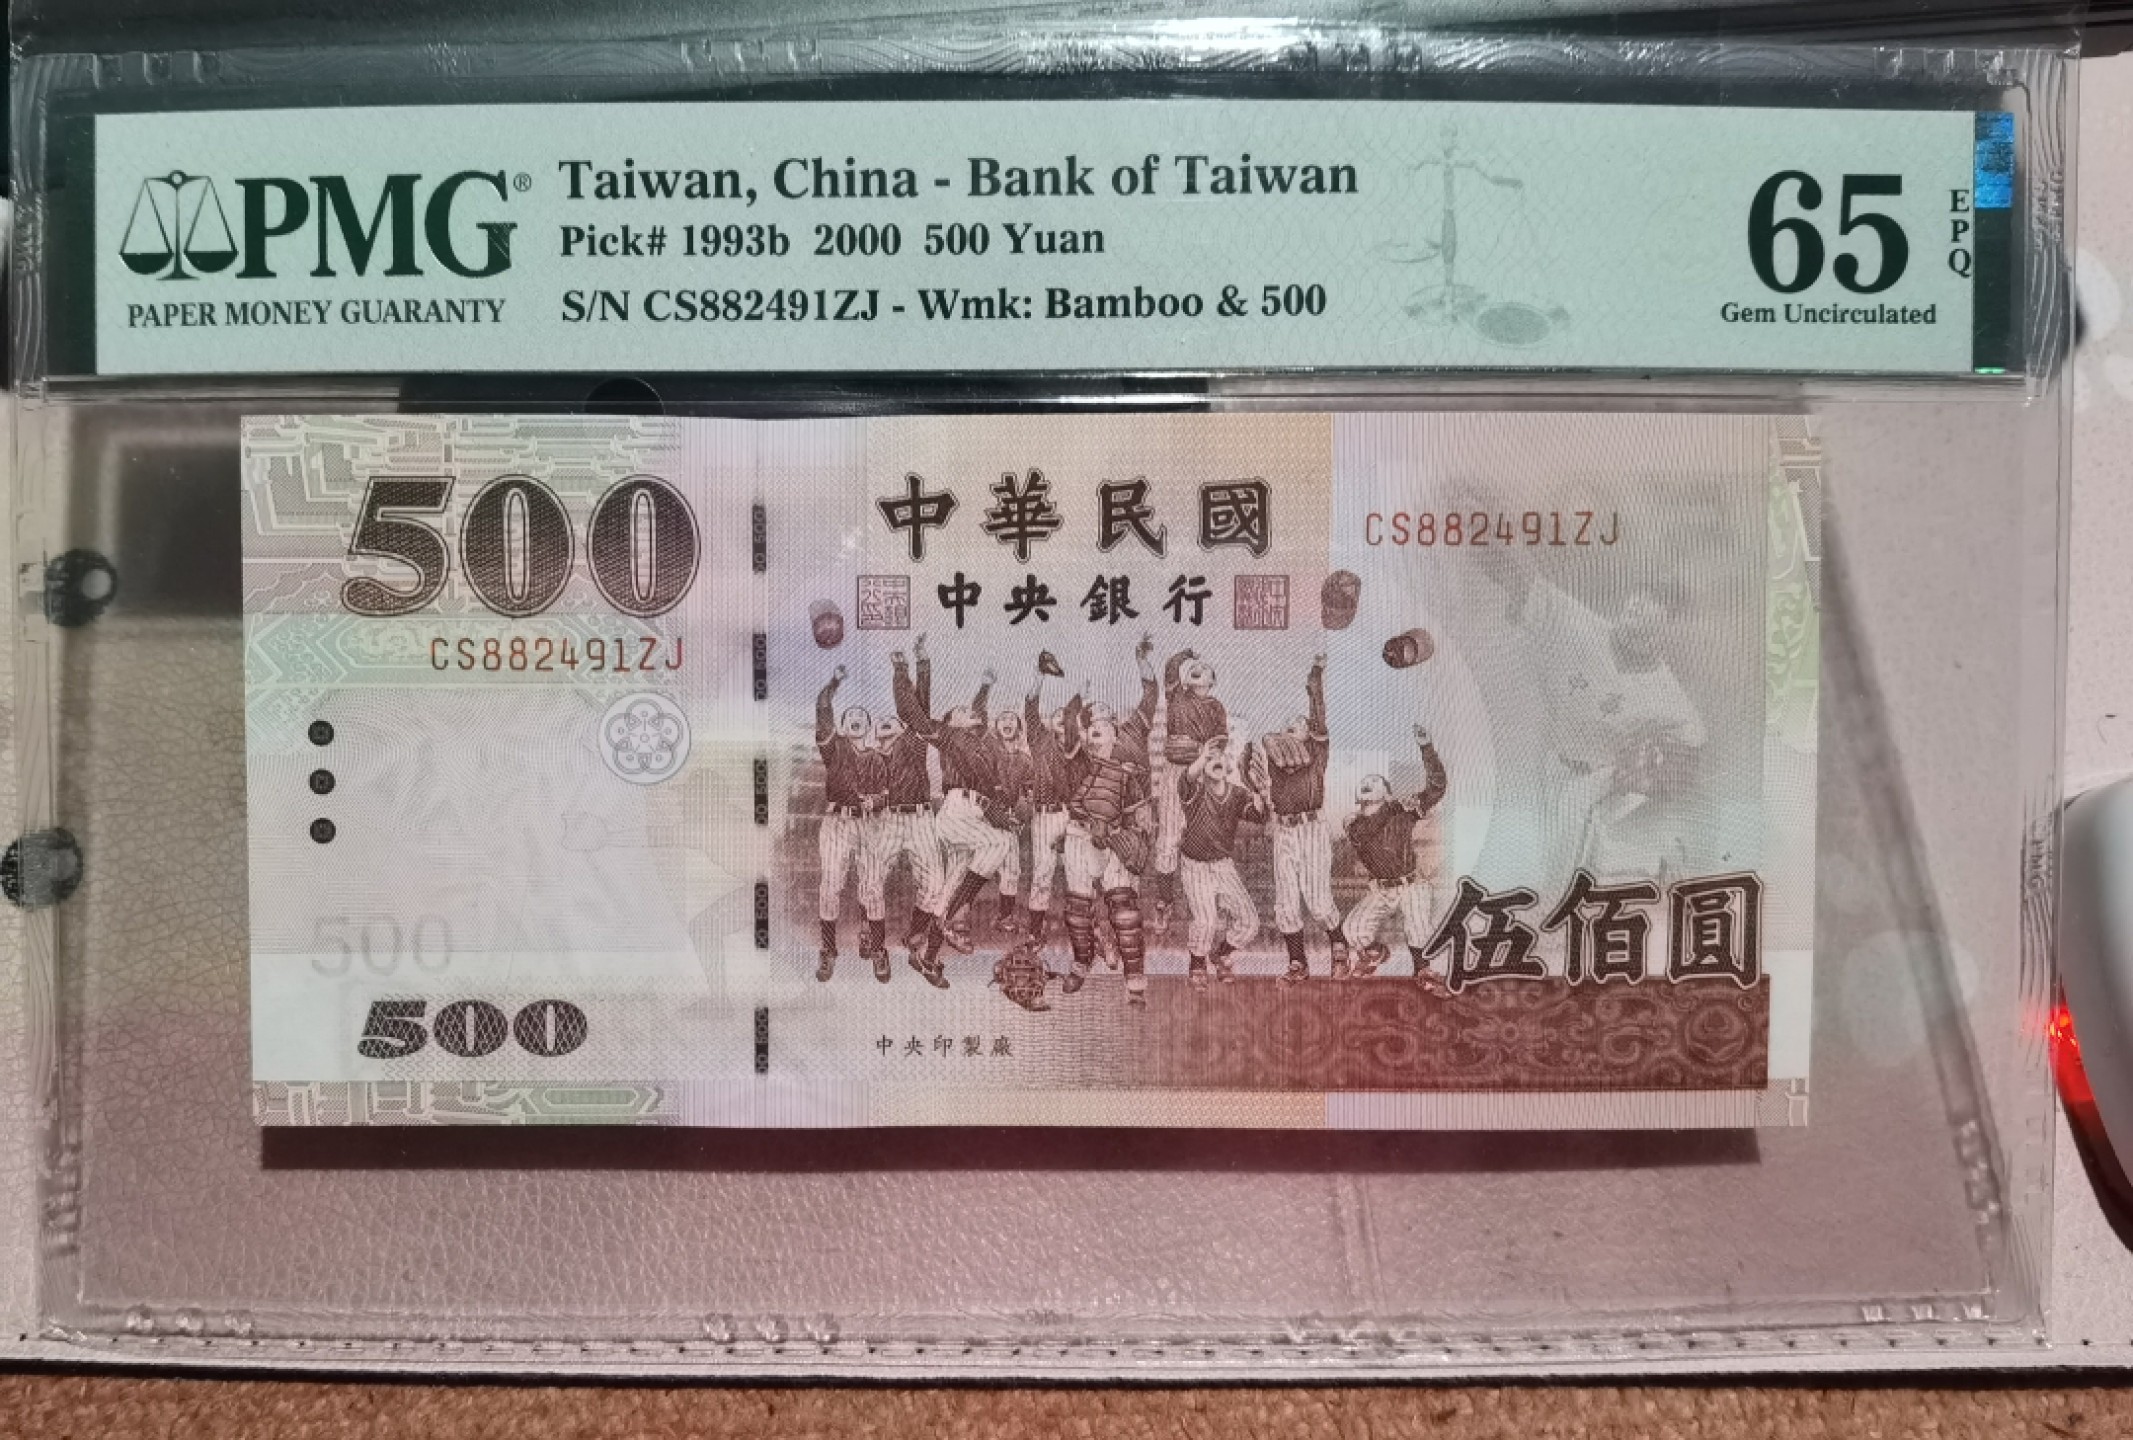 PMG®
PAPER MONEY GUARANTY
Taiwan, China - Bank of Taiwan
Pick# 1993b 2000 500 Yuan
S/N CS882491ZJ - Wmk: Bamboo & 500
65
EPQ
Gem Uncirculated
500
中華民國
CS882491ZJ
中央銀行
CS882491ZJ
500
伍佰圓
500
中央印製廠